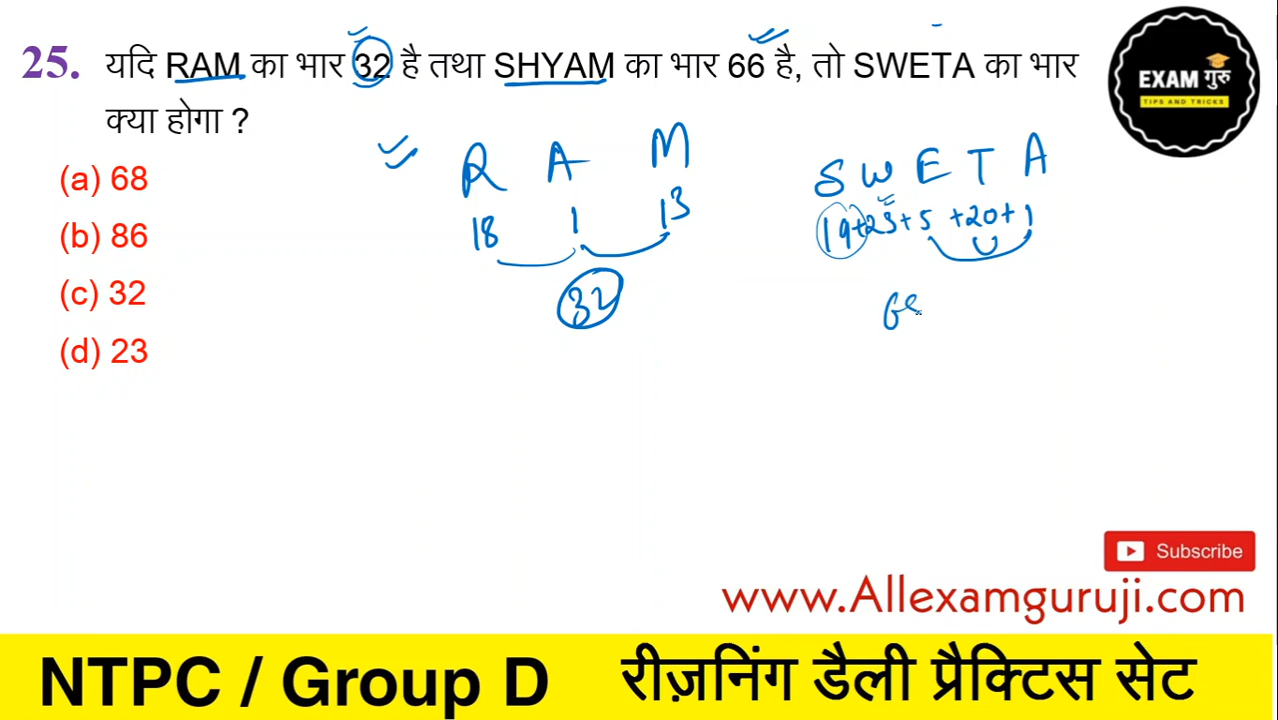 25. यदि RAM का भार 32 है तथा SHYAM का भार 66 है, तो SWETA का भार
क्या होगा ?
EXAM गुरु
TIPS AND TRICKS
(a) 68
(b) 86
(c) 32
(d) 23
R A M
18 1 13
32
S W E T A
19+23+5 +20+1
68
Subscribe
www.Allexamguruji.com
NTPC / Group D रीज़निंग डैली प्रैक्टिस सेट